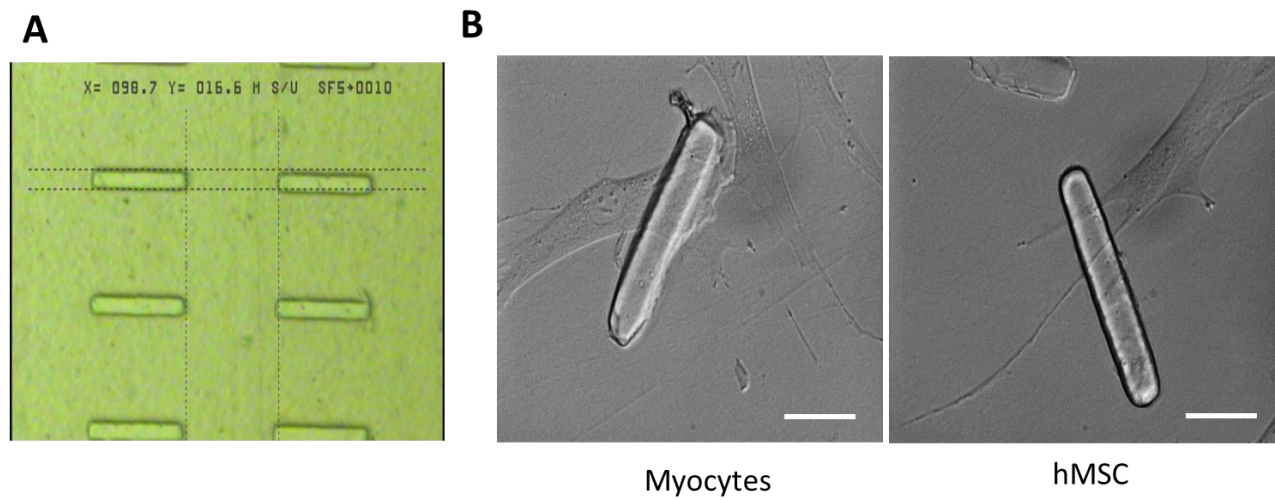 A
B
X= 098.7 Y= 016.6 M S/U SF5→0010
Myocytes
hMSC